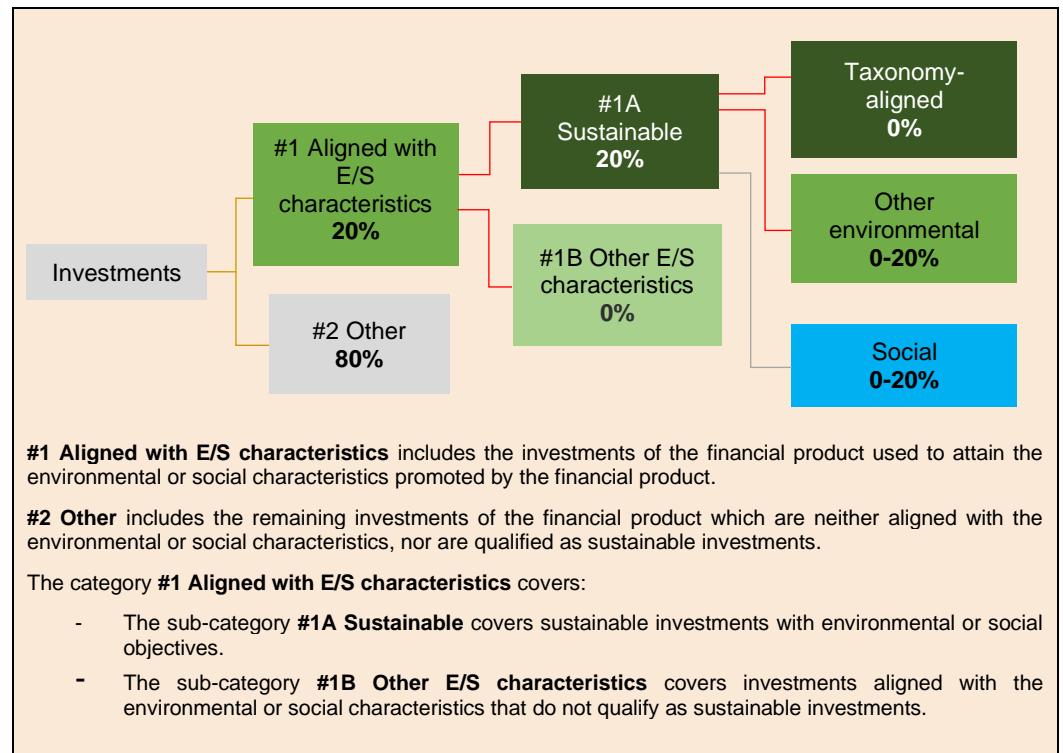 Investments
#1 Aligned with
E/S
characteristics
20%
#2 Other
80%
#1A
Sustainable
20%
#1B Other E/S
characteristics
0%
Taxonomy-
aligned
0%
Other
environmental
0-20%
Social
0-20%
#1 Aligned with E/S characteristics includes the investments of the financial product used to attain the
environmental or social characteristics promoted by the financial product.
#2 Other includes the remaining investments of the financial product which are neither aligned with the
environmental or social characteristics, nor are qualified as sustainable investments.
The category #1 Aligned with E/S characteristics covers:
- The sub-category #1A Sustainable covers sustainable investments with environmental or social
objectives.
- The sub-category #1B Other E/S characteristics covers investments aligned with the
environmental or social characteristics that do not qualify as sustainable investments.